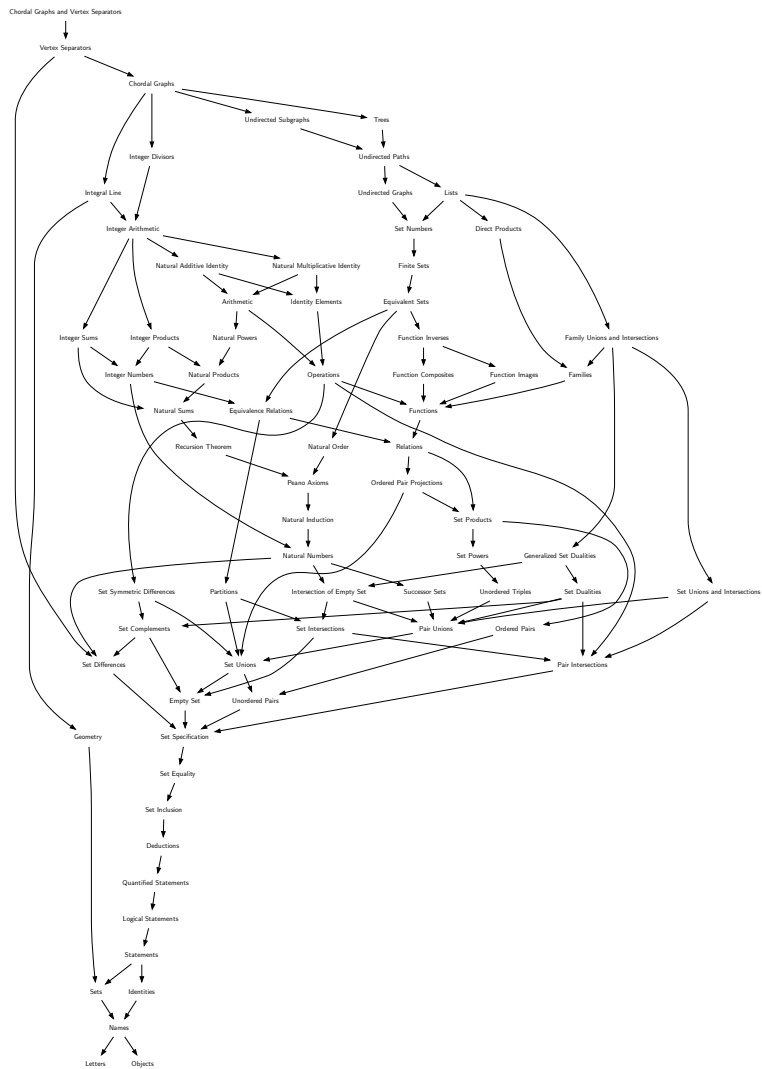 Chordal Graphs and Vertex Separators
Vertex Separators
Chordal Graphs
Undirected Subgraphs
Trees
Integer Divisors
Undirected Paths
Integral Line
Undirected Graphs
Lists
Integer Arithmetic
Set Numbers
Direct Products
Natural Additive Identity
Natural Multiplicative Identity
Finite Sets
Arithmetic
Identity Elements
Equivalent Sets
Integer Sums
Integer Products
Natural Powers
Function Inverses
Family Unions and Intersections
Integer Numbers
Natural Products
Operations
Function Composites
Function Images
Families
Natural Sums
Equivalence Relations
Functions
Recursion Theorem
Natural Order
Relations
Peano Axioms
Ordered Pair Projections
Natural Induction
Set Products
Natural Numbers
Set Powers
Generalized Set Dualities
Set Symmetric Differences
Partitions
Intersection of Empty Set
Successor Sets
Unordered Triples
Set Dualities
Set Unions and Intersections
Set Complements
Set Intersections
Pair Unions
Ordered Pairs
Set Differences
Set Unions
Pair Intersections
Empty Set
Unordered Pairs
Geometry
Set Specification
Set Equality
Set Inclusion
Deductions
Quantified Statements
Logical Statements
Statements
Sets
Identities
Names
Letters
Objects